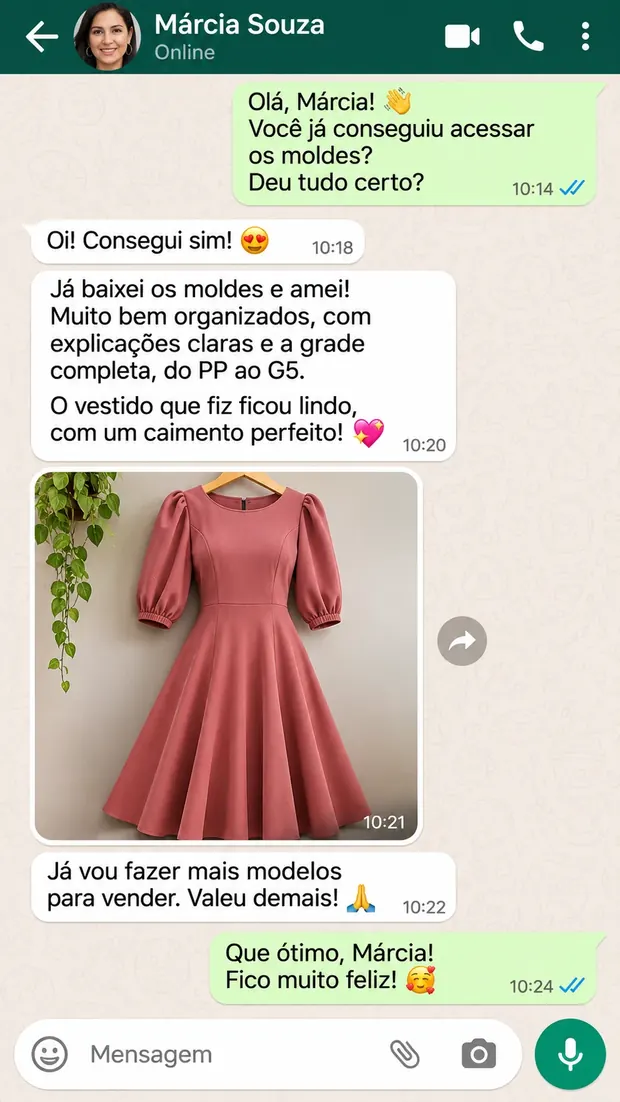 Márcia Souza
Online
Olá, Márcia! 👋
Você já conseguiu acessar
os moldes?
Deu tudo certo?
10:14
Oi! Consegui sim! 😍
10:18
Já baixei os moldes e amei!
Muito bem organizados, com
explicações claras e a grade
completa, do PP ao G5.
O vestido que fiz ficou lindo,
com um caimento perfeito! 💖
10:20
10:21
Já vou fazer mais modelos
para vender. Valeu demais! 🙏
10:22
Que ótimo, Márcia!
Fico muito feliz! 🥰
10:24
Mensagem